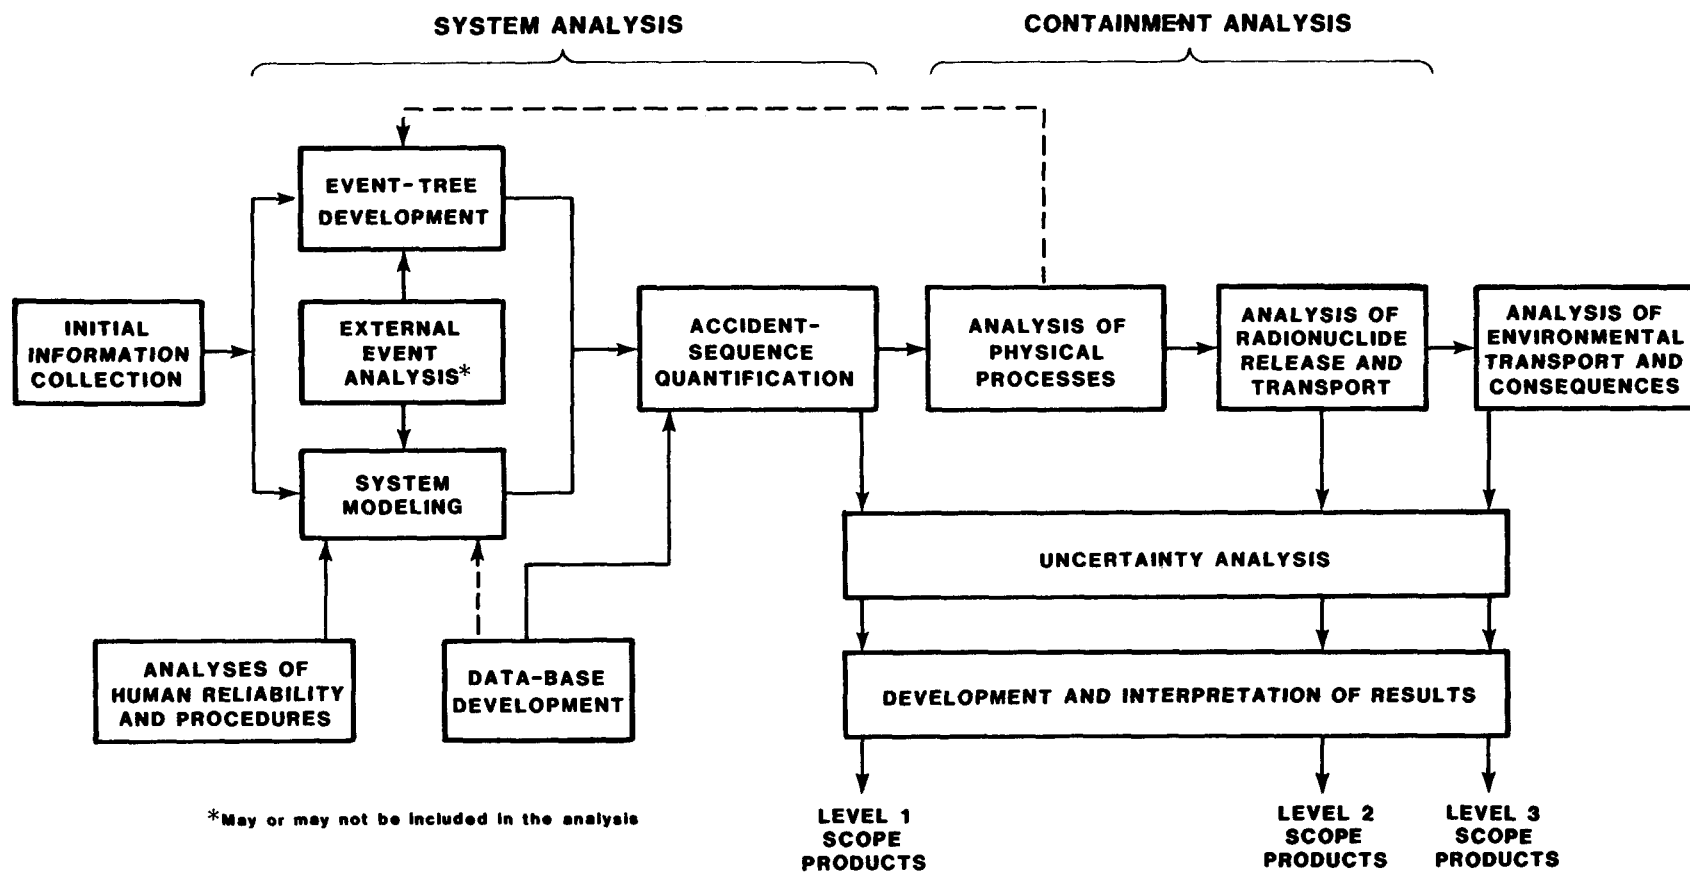 SYSTEM ANALYSIS
CONTAINMENT ANALYSIS
EVENT-TREE
DEVELOPMENT
INITIAL
INFORMATION
COLLECTION
EXTERNAL
EVENT
ANALYSIS*
SYSTEM
MODELING
ACCIDENT-
SEQUENCE
QUANTIFICATION
ANALYSIS OF
PHYSICAL
PROCESSES
ANALYSIS OF
RADIONUCLIDE
RELEASE AND
TRANSPORT
ANALYSIS OF
ENVIRONMENTAL
TRANSPORT AND
CONSEQUENCES
UNCERTAINTY ANALYSIS
ANALYSES OF
HUMAN RELIABILITY
AND PROCEDURES
DATA-BASE
DEVELOPMENT
DEVELOPMENT AND INTERPRETATION OF RESULTS
*May or may not be included in the analysis
LEVEL 1
SCOPE
PRODUCTS
LEVEL 2
SCOPE
PRODUCTS
LEVEL 3
SCOPE
PRODUCTS